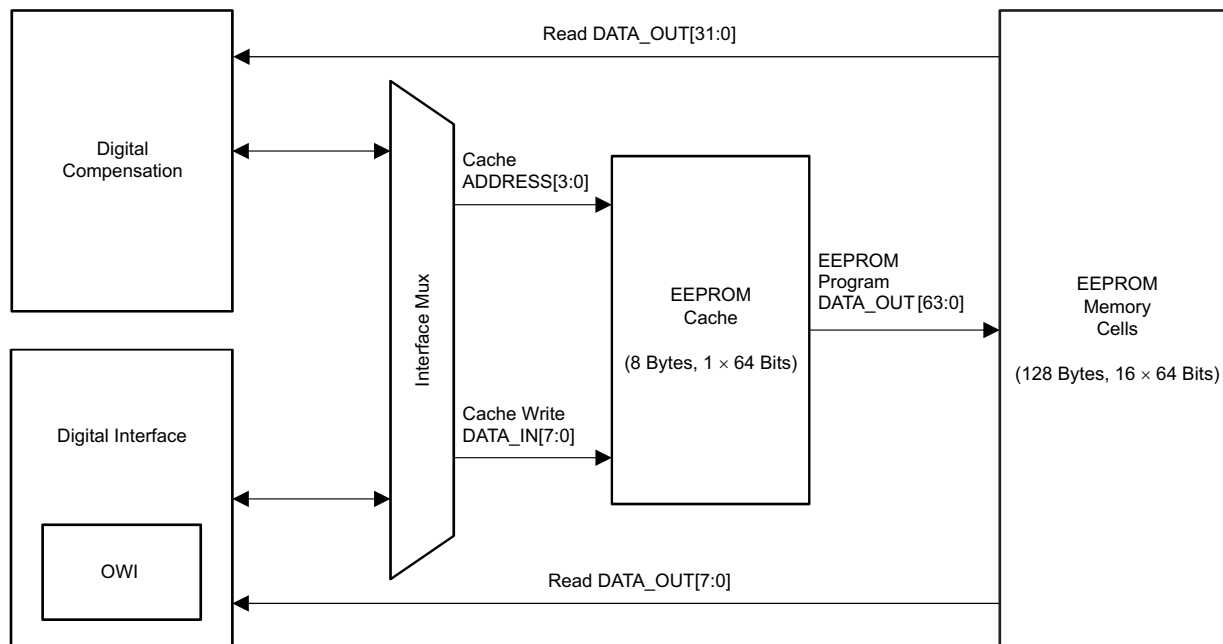 Read DATA_OUT[31:0]
Digital
Compensation
Cache
ADDRESS[3:0]
Interface Mux
EEPROM
Cache
(8 Bytes, 1 × 64 Bits)
EEPROM
Program
DATA_OUT[63:0]
EEPROM
Memory
Cells
(128 Bytes, 16 × 64 Bits)
Cache Write
DATA_IN[7:0]
Digital Interface
OWI
Read DATA_OUT[7:0]